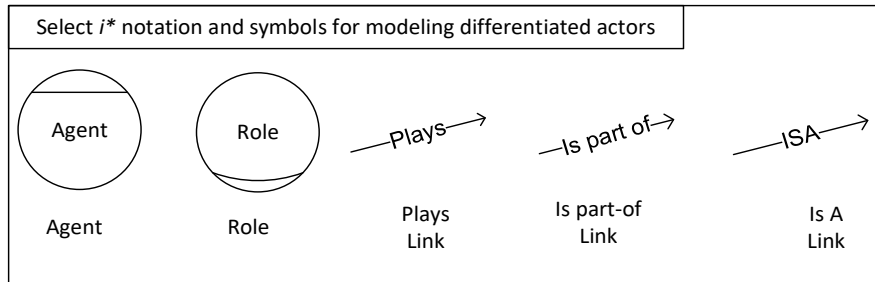 Select i* notation and symbols for modeling differentiated actors
Agent
Role
Plays
Is part of
ISA
Agent
Role
Plays
Link
Is part-of
Link
Is A
Link